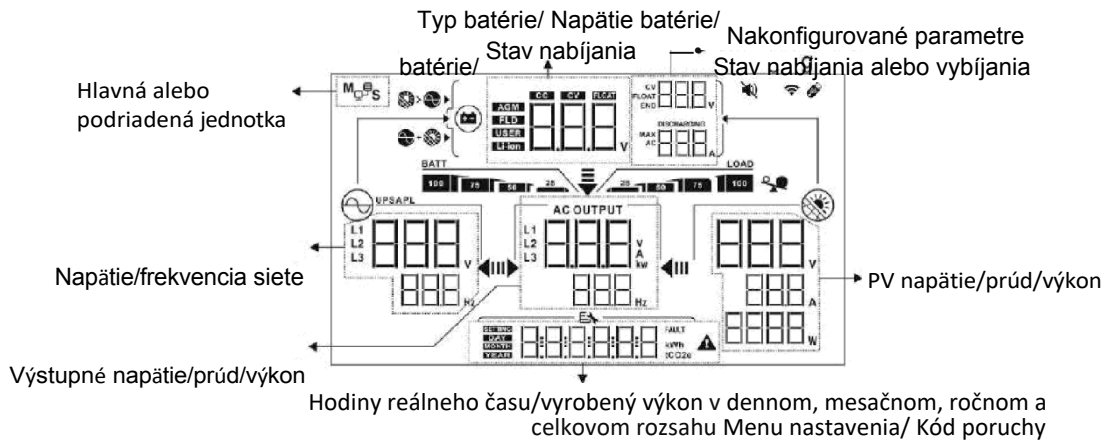 Typ batérie/ Napätie batérie/
Stav nabíjania
batérie/
Nakonfigurované parametre
Stav nabíjania alebo vybíjania
Hlavná alebo
podriadená jednotka
M S
CC CV FLOAT
AGM
FLD
USER
Li-ion
V
CV
FLOAT
END
V
DISCHARGING
MAX
AC
A
BATT
LOAD
100 75 50 25
25 50 75 100
UPSAPL
L1
L2
L3
V
Hz
AC OUTPUT
L1
L2
L3
V
A
kw
Hz
V
A
W
Napätie/frekvencia siete
PV napätie/prúd/výkon
SETTING
DAY
MONTH
YEAR
FAULT
kWh
tCO2e
Výstupné napätie/prúd/výkon
Hodiny reálneho času/vyrobený výkon v dennom, mesačnom, ročnom a
celkovom rozsahu Menu nastavenia/ Kód poruchy